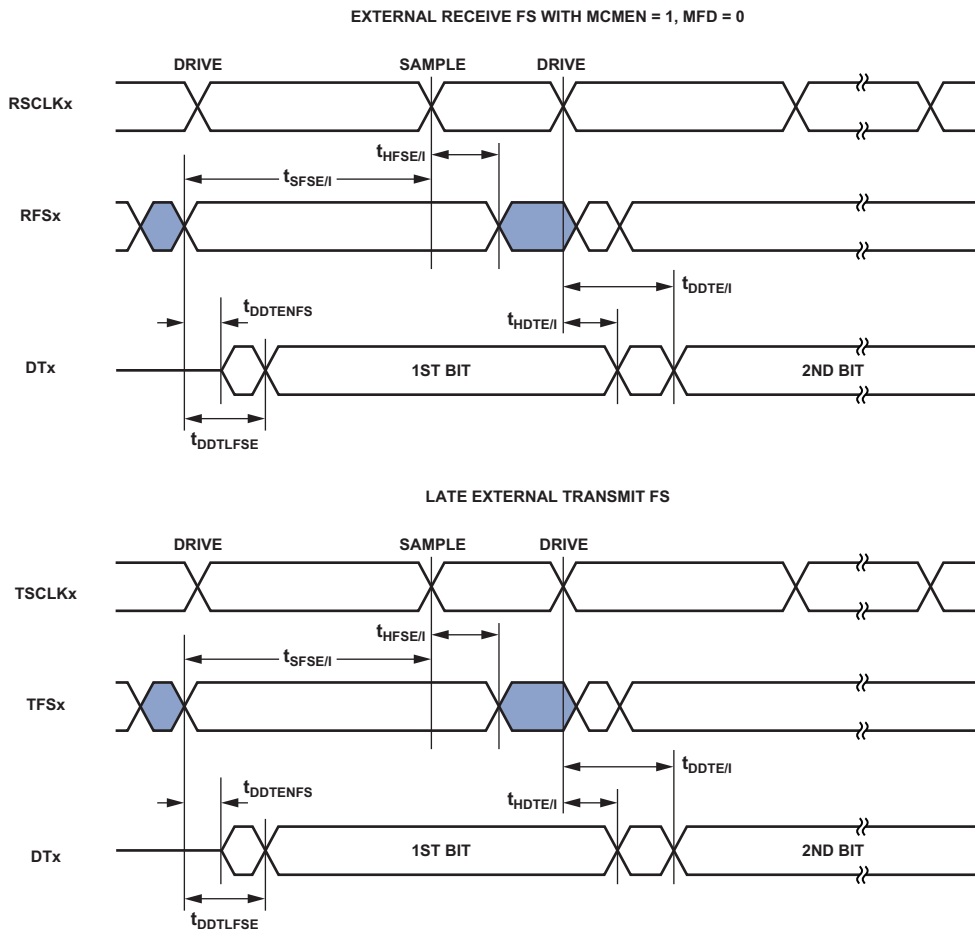 EXTERNAL RECEIVE FS WITH MCMEN = 1, MFD = 0
DRIVE SAMPLE DRIVE
RSCLKx
tHFSE/I
tSFSE/I
RFSx
tDDTE/I
tDDTENFS
tHDTE/I
DTx 1ST BIT 2ND BIT
tDDTLFSE
LATE EXTERNAL TRANSMIT FS
DRIVE SAMPLE DRIVE
TSCLKx
tHFSE/I
tSFSE/I
TFSx
tDDTE/I
tDDTENFS
tHDTE/I
DTx 1ST BIT 2ND BIT
tDDTLFSE